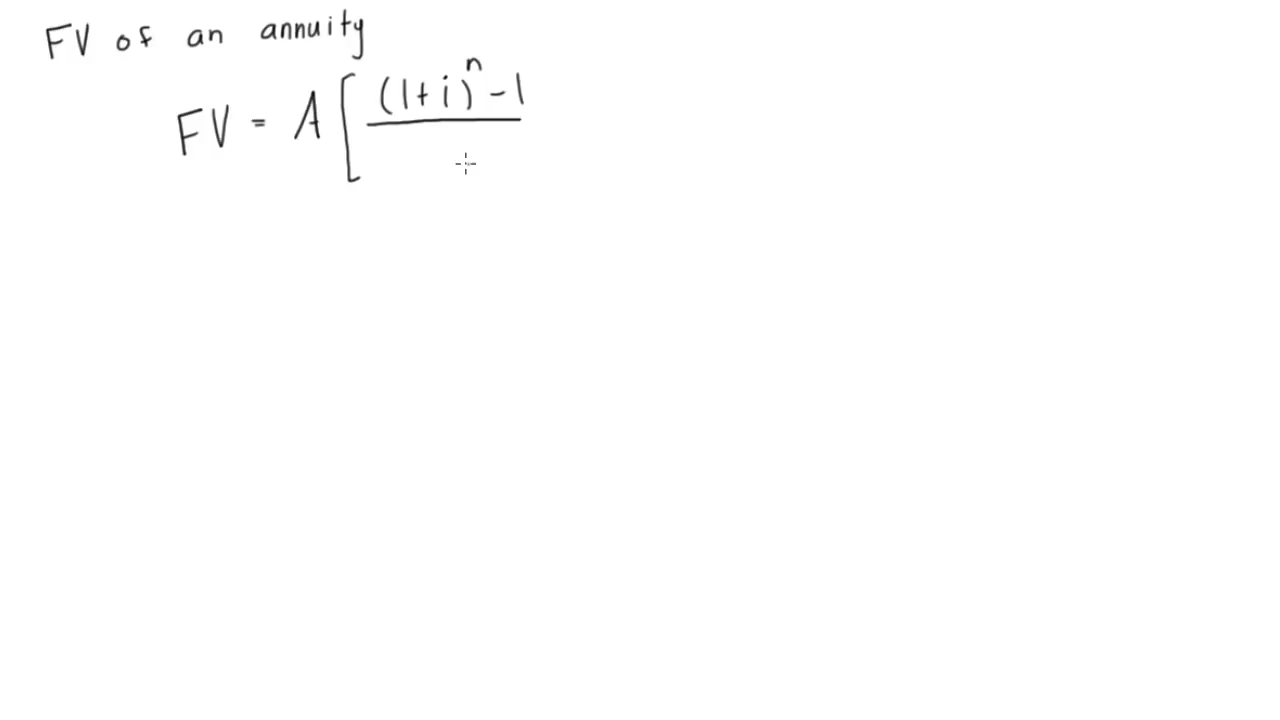 FV of an annuity
FV = A [ (1+i)^n - 1